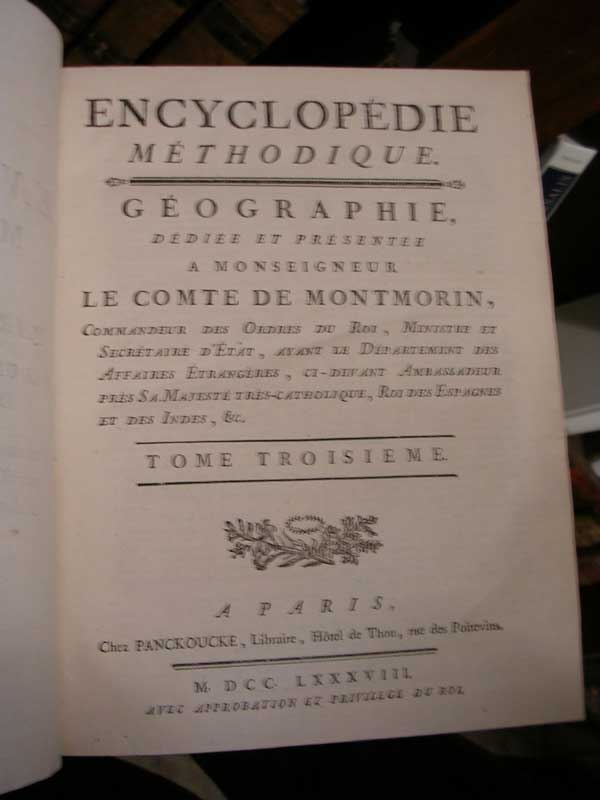 ENCYCLOPÉDIE
MÉTHODIQUE.
GÉOGRAPHIE,
DÉDIÉE ET PRÉSENTÉE
A MONSEIGNEUR
LE COMTE DE MONTMORIN,
COMMANDEUR DES ORDRES DU ROI, MINISTRE ET
SECRÉTAIRE D'ÉTAT, AYANT LE DÉPARTEMENT DES
AFFAIRES ETRANGÈRES, CI-DEVANT AMBASSADEUR
PRÈS SA MAJESTÉ TRÈS-CATHOLIQUE, ROI DES ESPAGNES
ET DES INDES, &c.
TOME TROISIEME.
A PARIS,
Chez PANCKOUCKE, Libraire, Hôtel de Thou, rue des Poitevins.
M. DCC. LXXXVIII.
AVEC APPROBATION ET PRIVILEGE DU ROI.